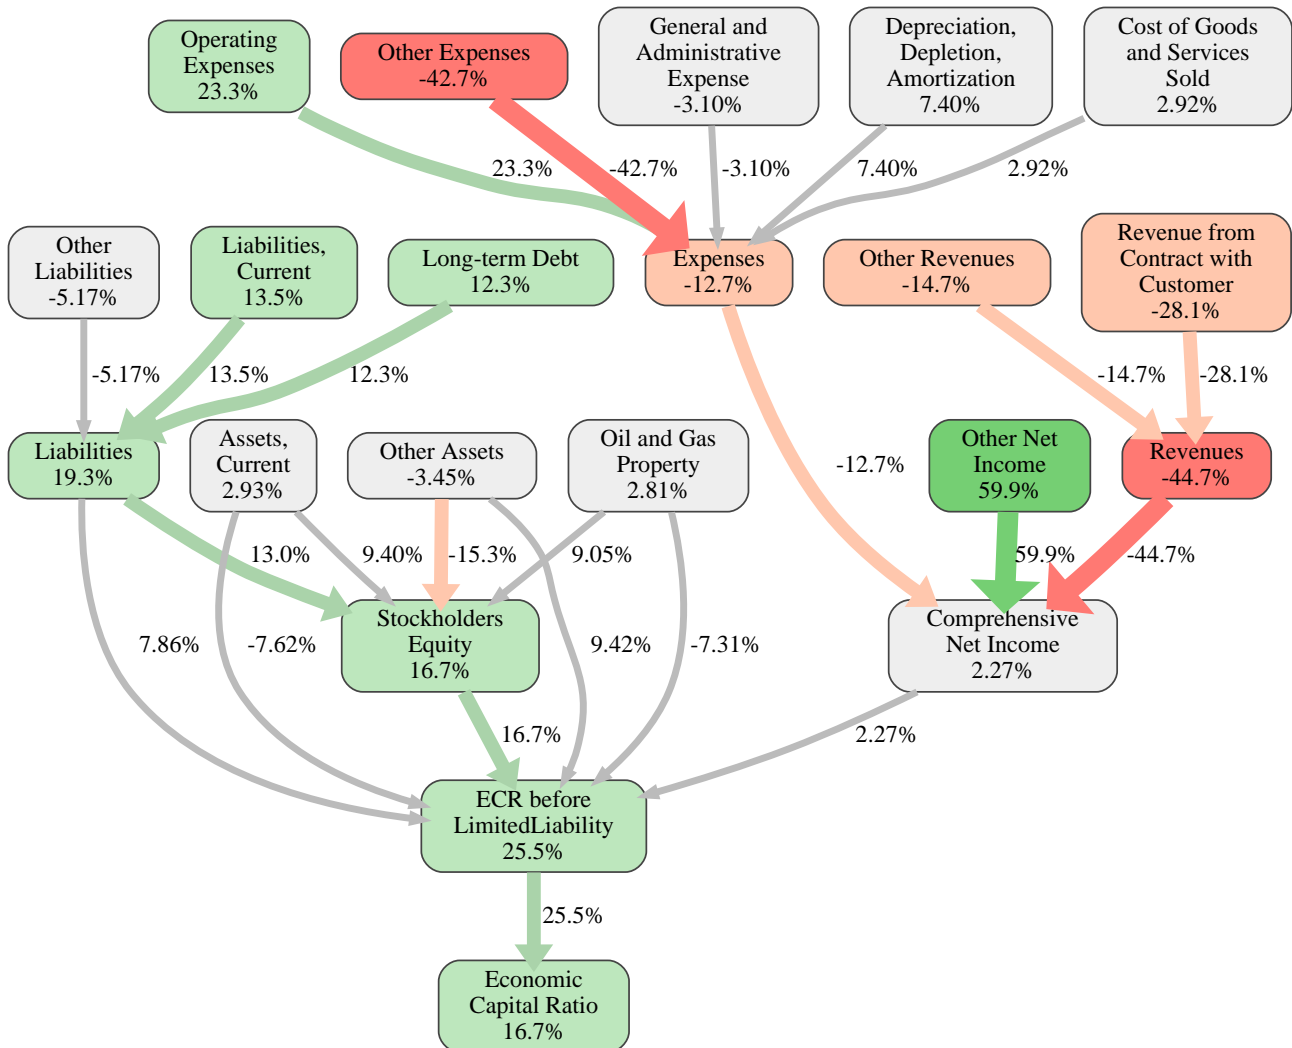 Operating
Expenses
23.3%
Other Expenses
-42.7%
General and
Administrative
Expense
-3.10%
Depreciation,
Depletion,
Amortization
7.40%
Cost of Goods
and Services
Sold
2.92%
23.3%
-42.7%
-3.10%
7.40%
2.92%
Other
Liabilities
-5.17%
Liabilities,
Current
13.5%
Long-term Debt
12.3%
Expenses
-12.7%
Other Revenues
-14.7%
Revenue from
Contract with
Customer
-28.1%
-5.17%
13.5%
12.3%
-14.7%
-28.1%
Liabilities
19.3%
Assets,
Current
2.93%
Other Assets
-3.45%
Oil and Gas
Property
2.81%
-12.7%
Other Net
Income
59.9%
Revenues
-44.7%
13.0%
9.40%
-15.3%
9.05%
59.9%
-44.7%
Stockholders
Equity
16.7%
Comprehensive
Net Income
2.27%
7.86%
-7.62%
9.42%
-7.31%
16.7%
2.27%
ECR before
LimitedLiability
25.5%
25.5%
Economic
Capital Ratio
16.7%